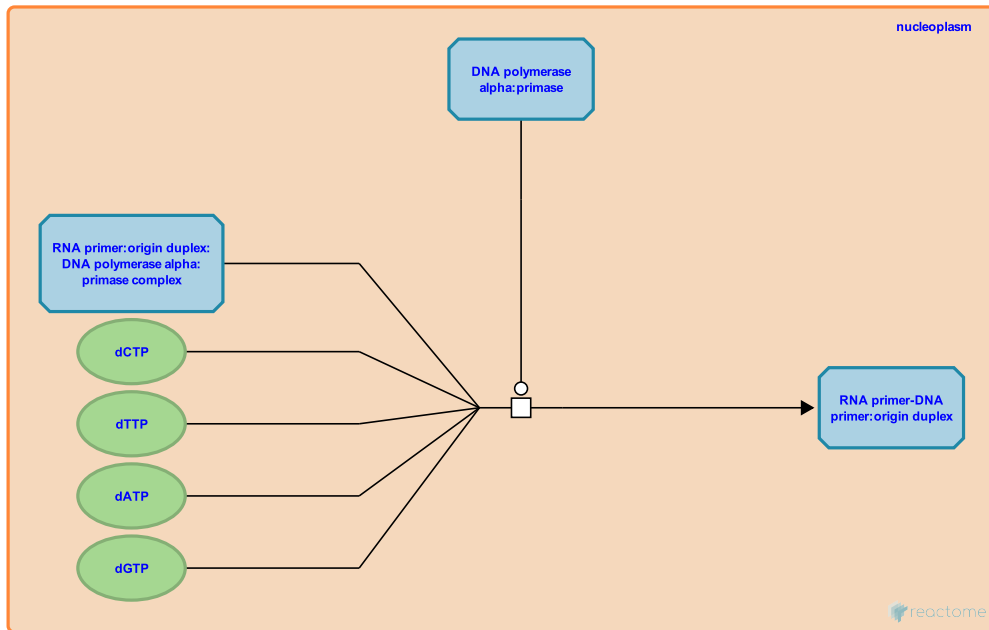 nucleoplasm
DNA polymerase
alpha:primase
RNA primer:origin duplex:
DNA polymerase alpha:
primase complex
dCTP
dTTP
dATP
dGTP
RNA primer-DNA
primer:origin duplex
reactome